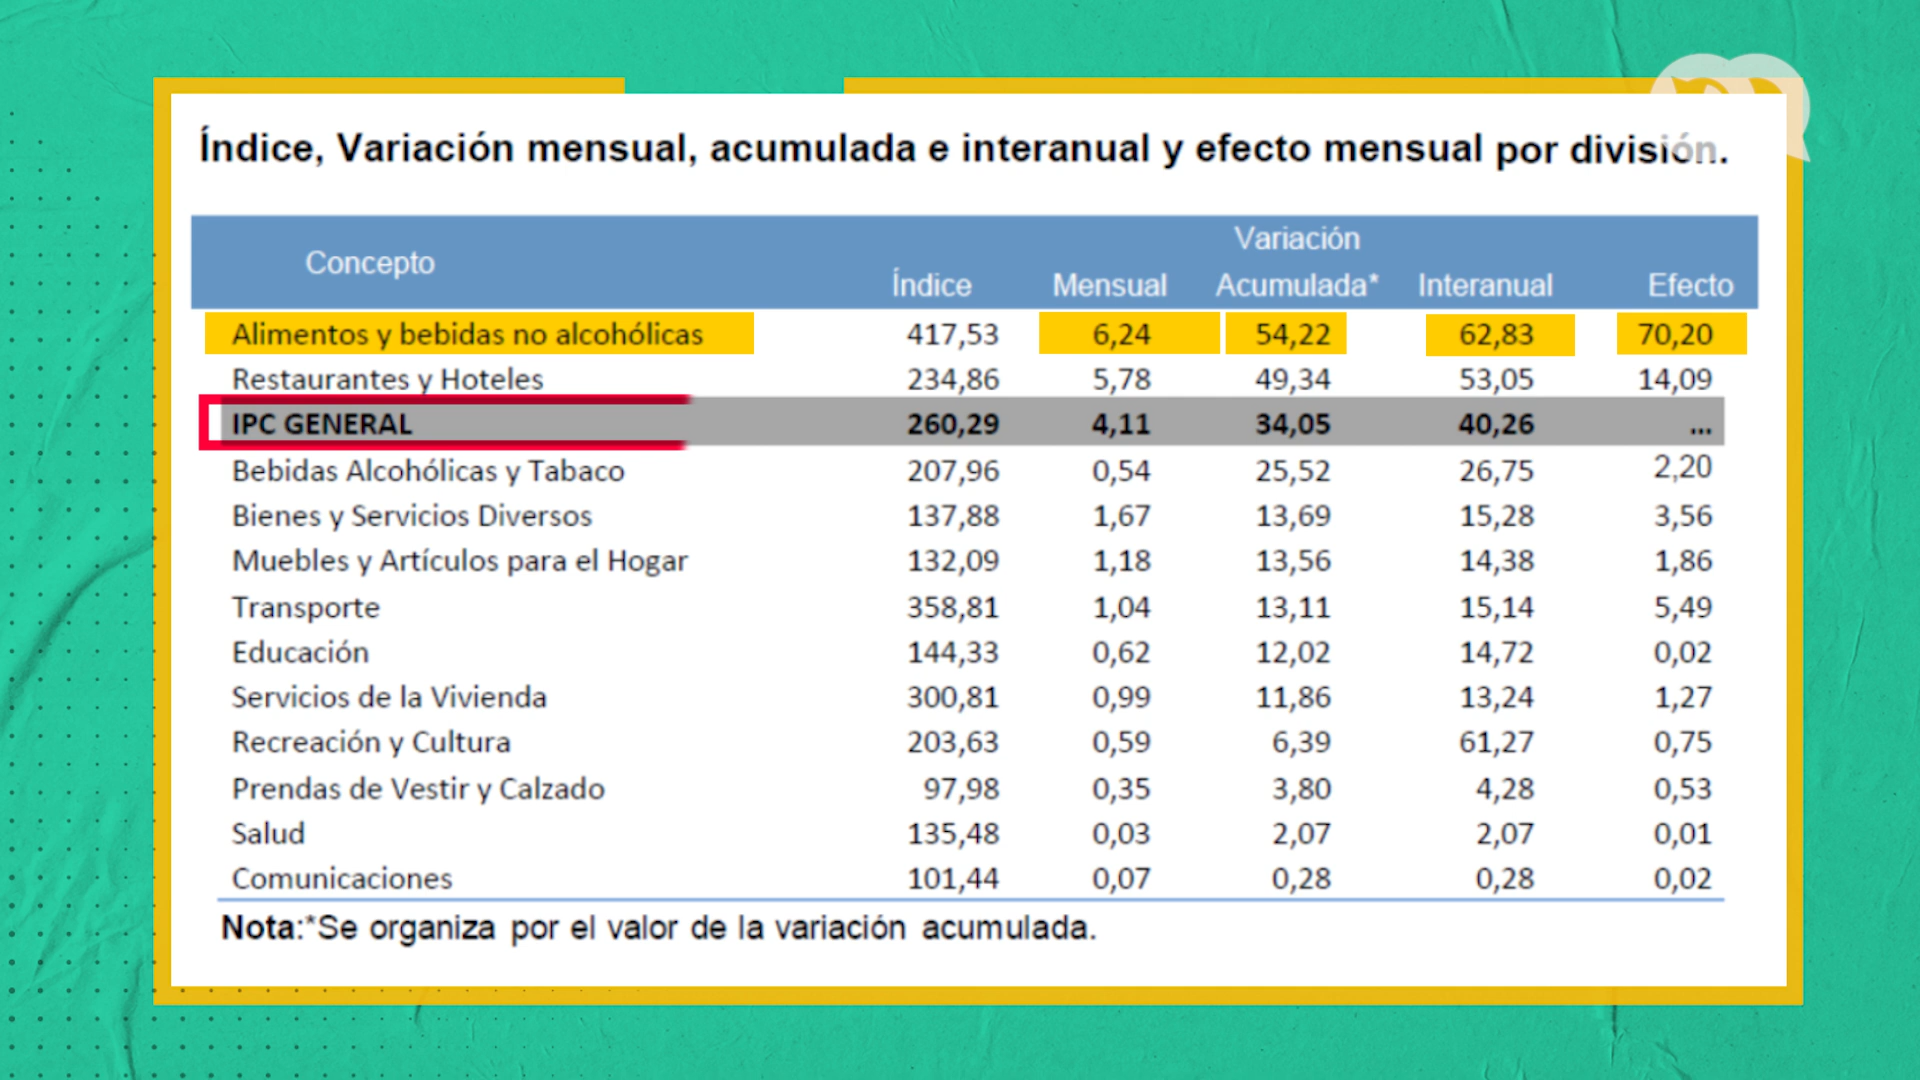 Índice, Variación mensual, acumulada e interanual y efecto mensual por división.
Variación
Concepto Índice Mensual Acumulada* Interanual Efecto
Alimentos y bebidas no alcohólicas 417,53 6,24 54,22 62,83 70,20
Restaurantes y Hoteles 234,86 5,78 49,34 53,05 14,09
IPC GENERAL 260,29 4,11 34,05 40,26 ...
Bebidas Alcohólicas y Tabaco 207,96 0,54 25,52 26,75 2,20
Bienes y Servicios Diversos 137,88 1,67 13,69 15,28 3,56
Muebles y Artículos para el Hogar 132,09 1,18 13,56 14,38 1,86
Transporte 358,81 1,04 13,11 15,14 5,49
Educación 144,33 0,62 12,02 14,72 0,02
Servicios de la Vivienda 300,81 0,99 11,86 13,24 1,27
Recreación y Cultura 203,63 0,59 6,39 61,27 0,75
Prendas de Vestir y Calzado 97,98 0,35 3,80 4,28 0,53
Salud 135,48 0,03 2,07 2,07 0,01
Comunicaciones 101,44 0,07 0,28 0,28 0,02
Nota:*Se organiza por el valor de la variación acumulada.